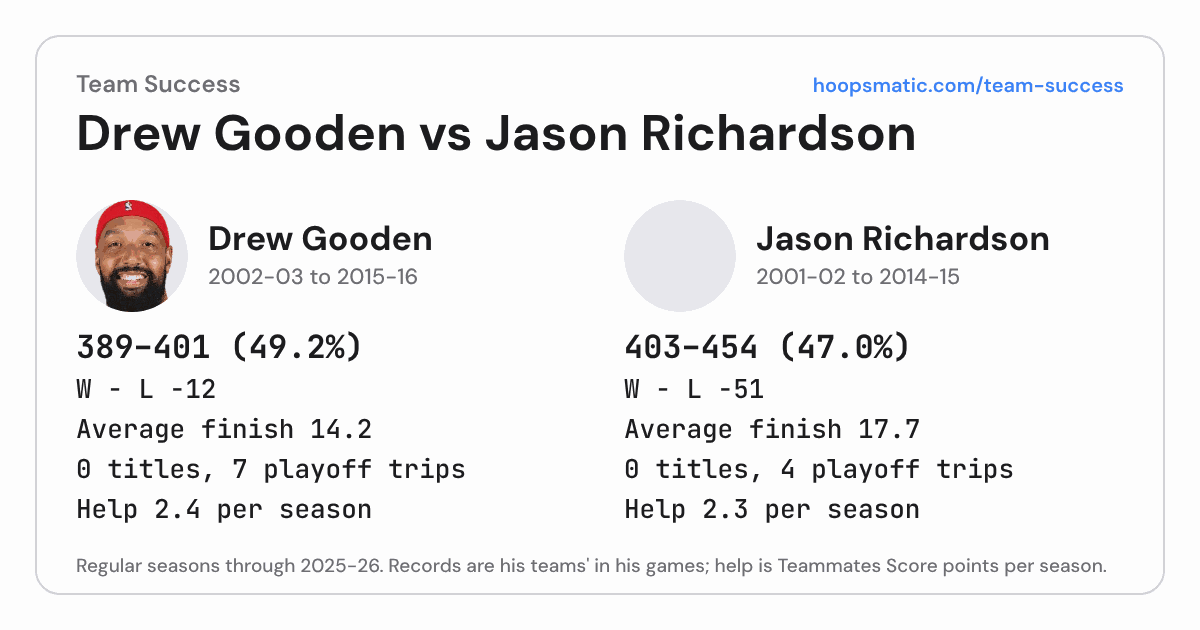 Team Success
hoopsmatic.com/team-success
Drew Gooden vs Jason Richardson
Drew Gooden
2002-03 to 2015-16
389–401 (49.2%)
W - L -12
Average finish 14.2
0 titles, 7 playoff trips
Help 2.4 per season
Jason Richardson
2001-02 to 2014-15
403–454 (47.0%)
W - L -51
Average finish 17.7
0 titles, 4 playoff trips
Help 2.3 per season
Regular seasons through 2025-26. Records are his teams' in his games; help is Teammates Score points per season.